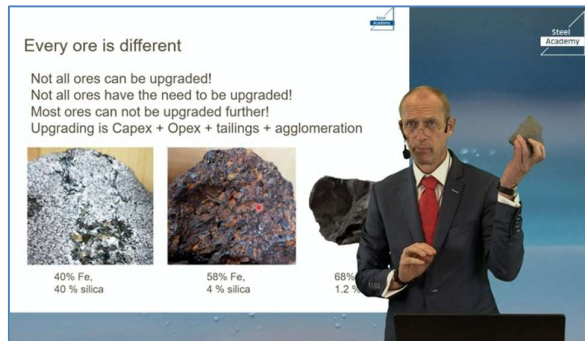 Steel
Academy
Steel
Academy
Every ore is different
Not all ores can be upgraded!
Not all ores have the need to be upgraded!
Most ores can not be upgraded further!
Upgrading is Capex + Opex + tailings + agglomeration
40% Fe,
40 % silica
58% Fe,
4 % silica
68%
1.2 %